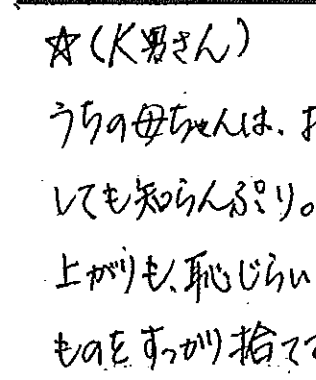 ☆(K男さん)
うちの母ちゃんは、お
しても知らんぷり。
上がりも、恥じらい
ものをすっかり捨てて